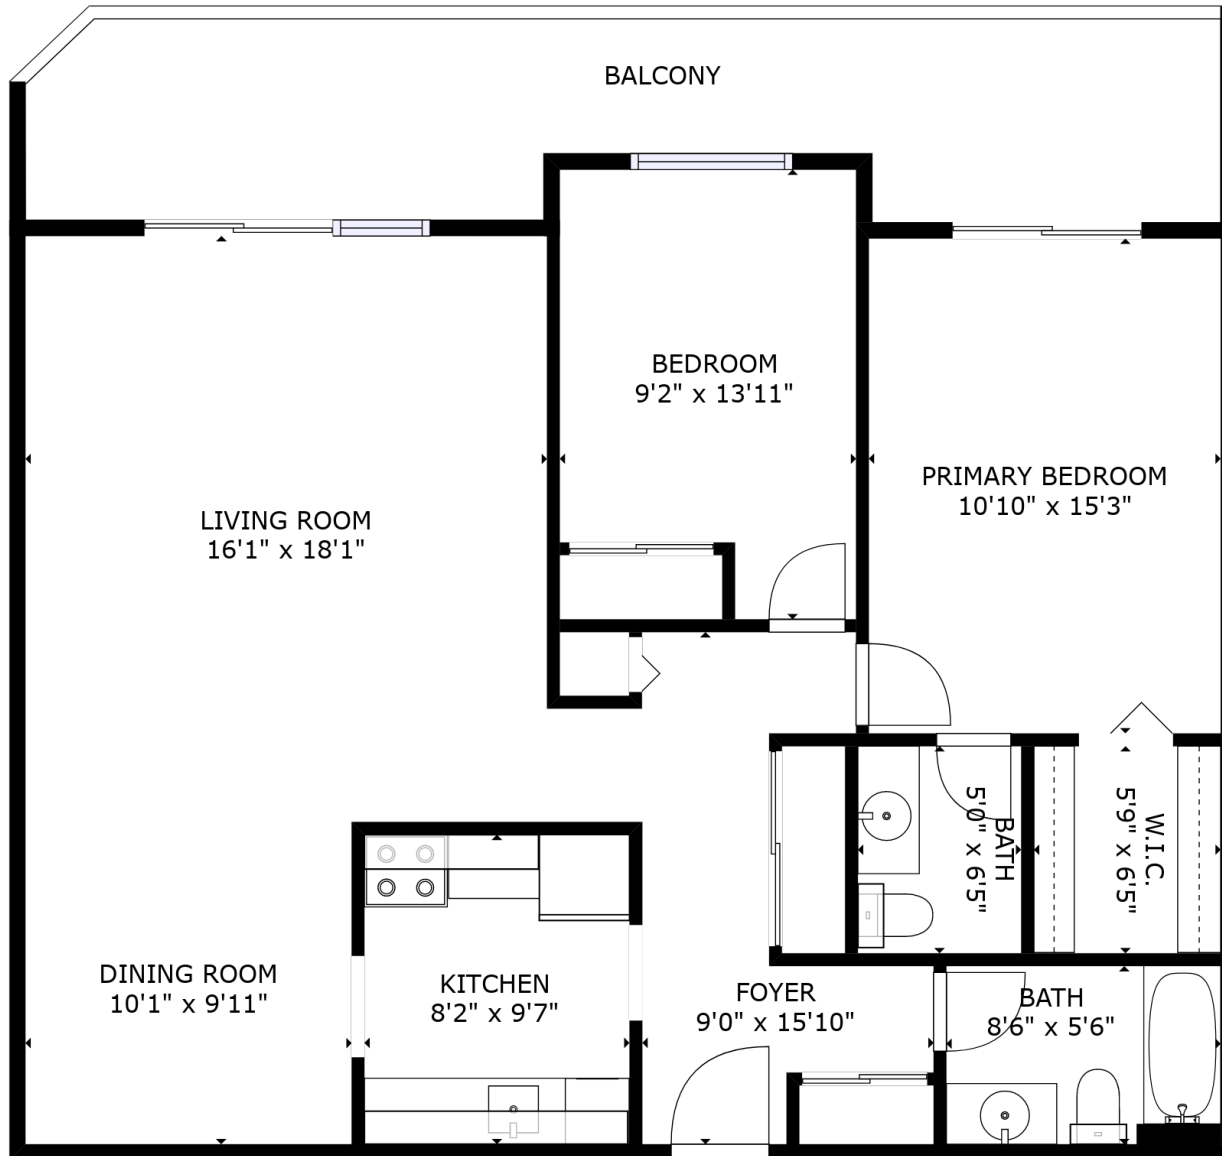 BALCONY
BEDROOM
9'2" x 13'11"
PRIMARY BEDROOM
10'10" x 15'3"
LIVING ROOM
16'1" x 18'1"
BATH
5'0" x 6'5"
W.I.C.
5'9" x 6'5"
DINING ROOM
10'1" x 9'11"
KITCHEN
8'2" x 9'7"
FOYER
9'0" x 15'10"
BATH
8'6" x 5'6"